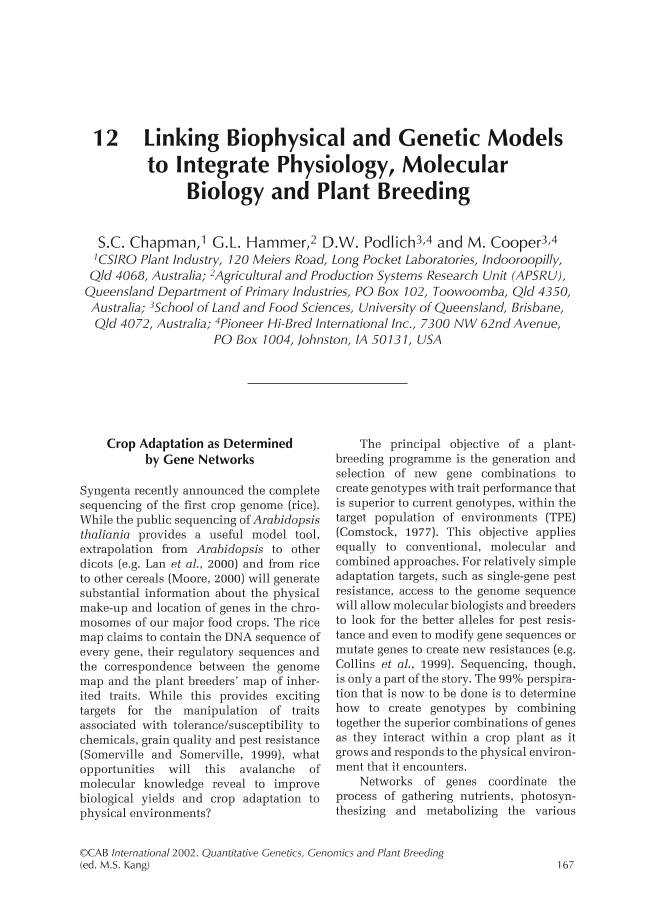 12 Linking Biophysical and Genetic Models
to Integrate Physiology, Molecular
Biology and Plant Breeding
S.C. Chapman,1 G.L. Hammer,2 D.W. Podlich3,4 and M. Cooper3,4
1CSIRO Plant Industry, 120 Meiers Road, Long Pocket Laboratories, Indooroopilly,
Qld 4068, Australia; 2Agricultural and Production Systems Research Unit (APSRU),
Queensland Department of Primary Industries, PO Box 102, Toowoomba, Qld 4350,
Australia; 3School of Land and Food Sciences, University of Queensland, Brisbane,
Qld 4072, Australia; 4Pioneer Hi-Bred International Inc., 7300 NW 62nd Avenue,
PO Box 1004, Johnston, IA 50131, USA
Crop Adaptation as Determined
by Gene Networks
Syngenta recently announced the complete
sequencing of the first crop genome (rice).
While the public sequencing of Arabidopsis
thaliania provides a useful model tool,
extrapolation from Arabidopsis to other
dicots (e.g. Lan et al., 2000) and from rice
to other cereals (Moore, 2000) will generate
substantial information about the physical
make-up and location of genes in the chro-
mosomes of our major food crops. The rice
map claims to contain the DNA sequence of
every gene, their regulatory sequences and
the correspondence between the genome
map and the plant breeders' map of inher-
ited traits. While this provides exciting
targets for the manipulation of traits
associated with tolerance/susceptibility to
chemicals, grain quality and pest resistance
(Somerville and Somerville, 1999), what
opportunities will this avalanche of
molecular knowledge reveal to improve
biological yields and crop adaptation to
physical environments?
The principal objective of a plant-
breeding programme is the generation and
selection of new gene combinations to
create genotypes with trait performance that
is superior to current genotypes, within the
target population of environments (TPE)
(Comstock, 1977). This objective applies
equally to conventional, molecular and
combined approaches. For relatively simple
adaptation targets, such as single-gene pest
resistance, access to the genome sequence
will allow molecular biologists and breeders
to look for the better alleles for pest resis-
tance and even to modify gene sequences or
mutate genes to create new resistances (e.g.
Collins et al., 1999). Sequencing, though,
is only a part of the story. The 99% perspira-
tion that is now to be done is to determine
how to create genotypes by combining
together the superior combinations of genes
as they interact within a crop plant as it
grows and responds to the physical environ-
ment that it encounters.
Networks of genes coordinate the
process of gathering nutrients, photosyn-
thesizing and metabolizing the various
©CAB International 2002. Quantitative Genetics, Genomics and Plant Breeding
(ed. M.S. Kang)
167